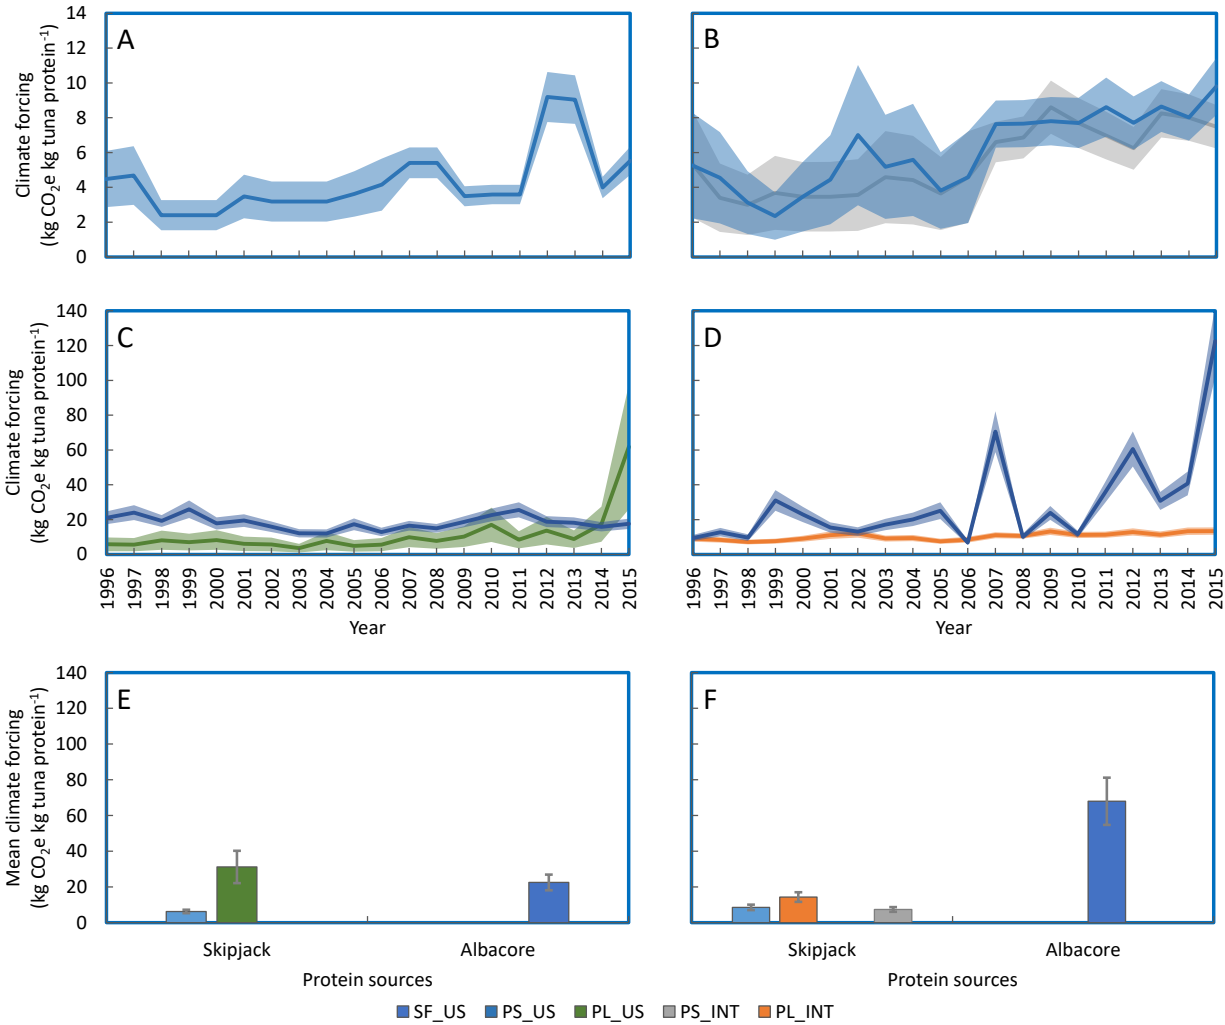 A
Climate forcing
(kg CO2e kg tuna protein-1)
14
12
10
8
6
4
2
0
B
C
Climate forcing
(kg CO2e kg tuna protein-1)
140
120
100
80
60
40
20
0
1996 1997 1998 1999 2000 2001 2002 2003 2004 2005 2006 2007 2008 2009 2010 2011 2012 2013 2014 2015
Year
D
1996 1997 1998 1999 2000 2001 2002 2003 2004 2005 2006 2007 2008 2009 2010 2011 2012 2013 2014 2015
Year
E
Mean climate forcing
(kg CO2e kg tuna protein-1)
140
120
100
80
60
40
20
0
Skipjack Albacore
Protein sources
F
Skipjack Albacore
Protein sources
SF_US PS_US PL_US PS_INT PL_INT